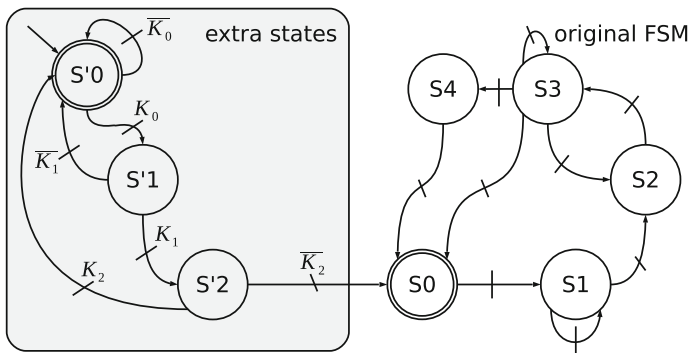 extra states
original FSM
K̅₀
S'0
K₀
K̅₁
S'1
K₁
K₂
S'2
K̅₂
S4
S3
S2
S0
S1